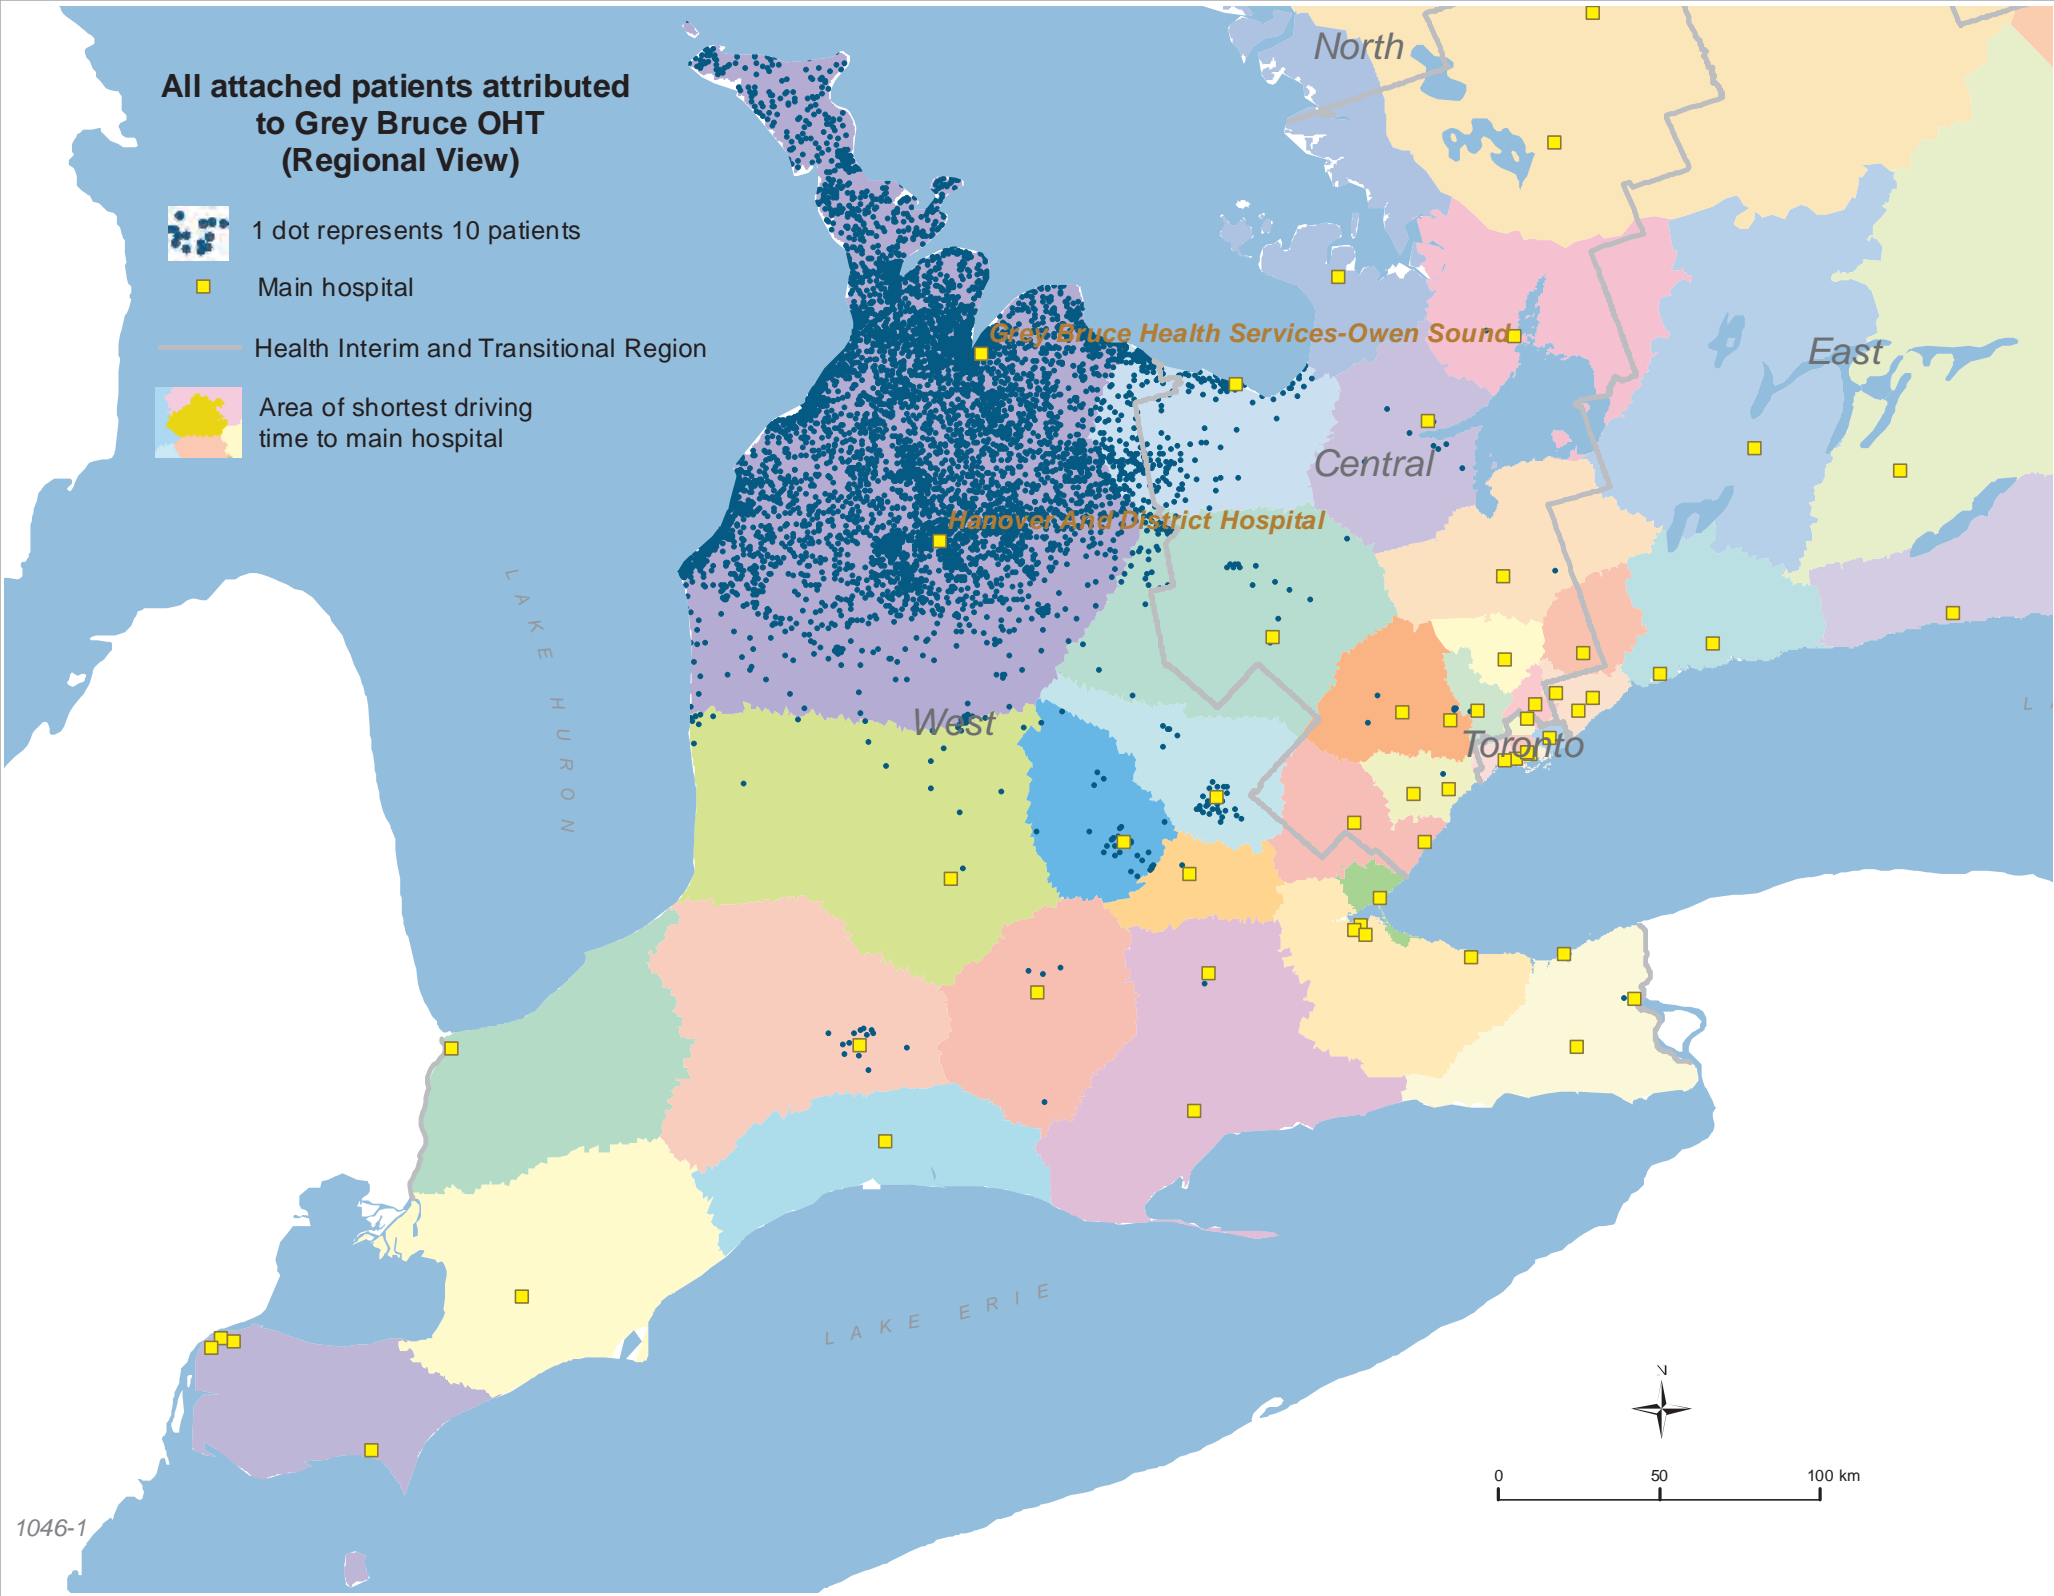 All attached patients attributed
to Grey Bruce OHT
(Regional View)
1 dot represents 10 patients
Main hospital
Health Interim and Transitional Region
Area of shortest driving
time to main hospital
North
Grey Bruce Health Services-Owen Sound
East
Central
Hanover And District Hospital
LAKE HURON
West
Toronto
L
LAKE ERIE
N
0 50 100 km
1046-1